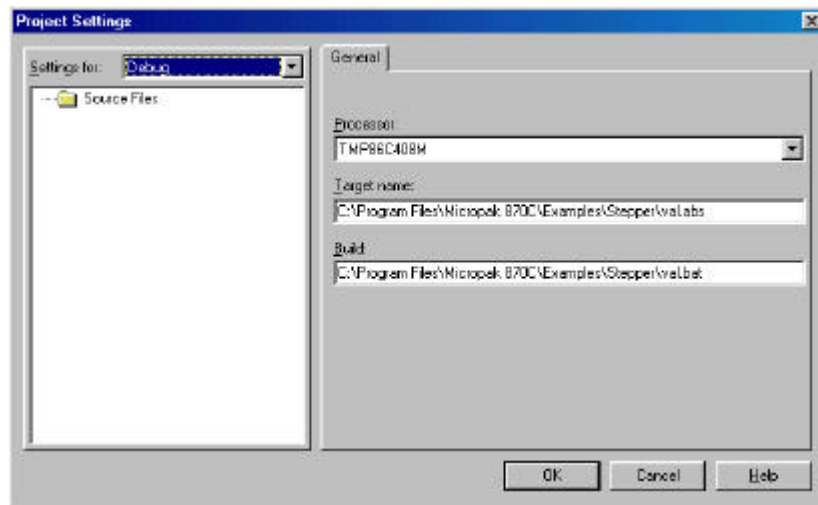 Project Settings
Settings for: Debug
Source Files
General
Processor
TMP86C408M
Target name:
C:\Program Files\Micropak 870C\Examples\Stepper\val.abs
Build:
C:\Program Files\Micropak 870C\Examples\Stepper\val.bat
OK
Cancel
Help